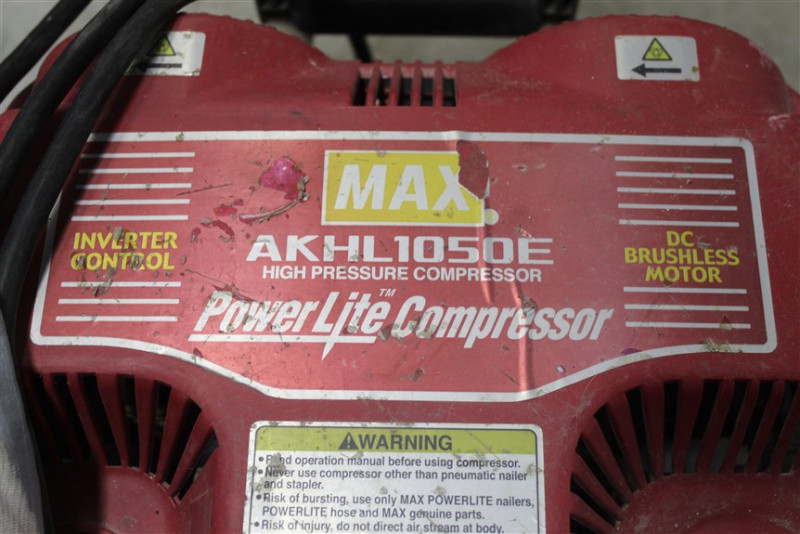 MAX.
AKHL1050E
HIGH PRESSURE COMPRESSOR
PowerLite™ Compressor
INVERTER
CONTROL
DC
BRUSHLESS
MOTOR
WARNING
•Read operation manual before using compressor.
•Never use compressor other than pneumatic nailer
and stapler.
•Risk of bursting, use only MAX POWERLITE nailers,
POWERLITE hose and MAX genuine parts.
•Risk of injury, do not direct air stream at body.